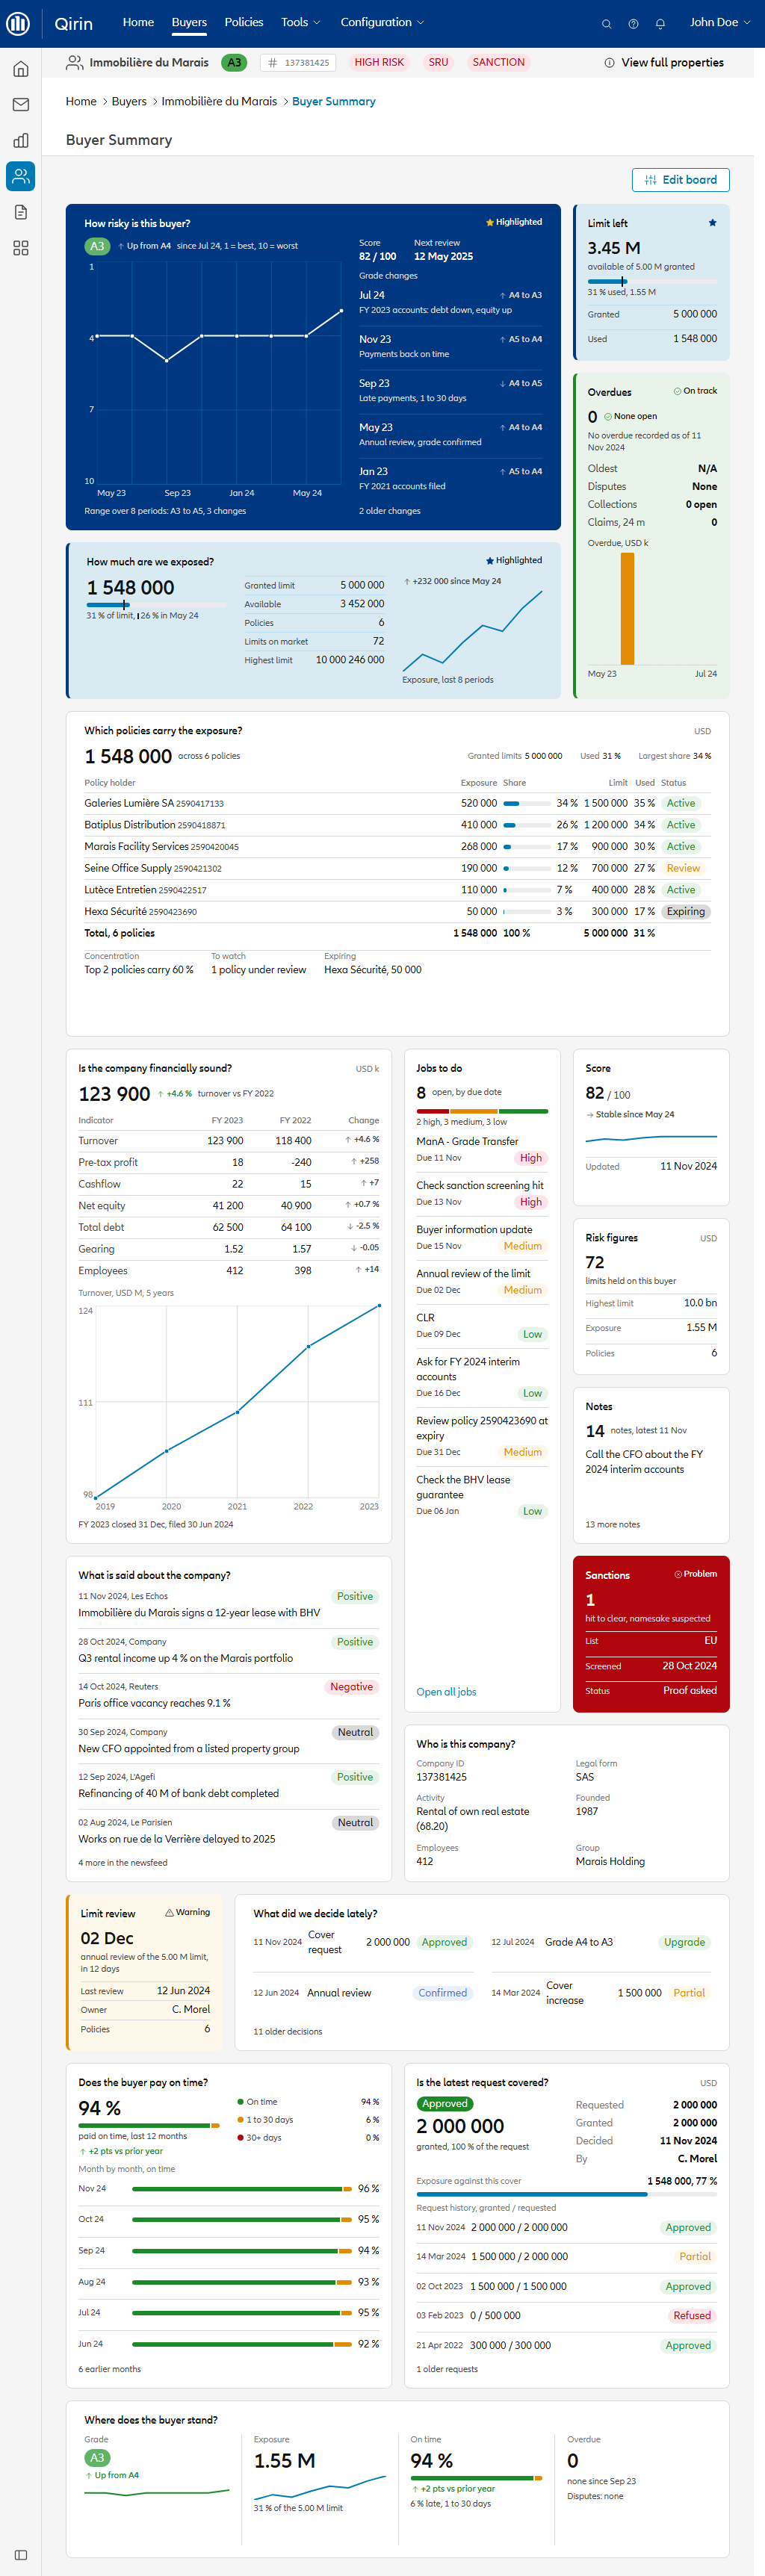 Qirin
Home Buyers Policies Tools Configuration
John Doe
Immobilière du Marais A3 # 137381425 HIGH RISK SRU SANCTION
View full properties
Home > Buyers > Immobilière du Marais > Buyer Summary
Buyer Summary
Edit board
How risky is this buyer?
Highlighted
A3 ↑ Up from A4 since Jul 24, 1 = best, 10 = worst
1
4
7
10
May 23 Sep 23 Jan 24 May 24
Range over 8 periods: A3 to A5, 3 changes
Score Next review
82 / 100 12 May 2025
Grade changes
Jul 24 ↑ A4 to A3
FY 2023 accounts: debt down, equity up
Nov 23 ↑ A5 to A4
Payments back on time
Sep 23 ↓ A4 to A5
Late payments, 1 to 30 days
May 23 ↑ A4 to A4
Annual review, grade confirmed
Jan 23 ↑ A5 to A4
FY 2021 accounts filed
2 older changes
Limit left
3.45 M
available of 5.00 M granted
31 % used, 1.55 M
Granted 5 000 000
Used 1 548 000
Overdues On track
0 None open
No overdue recorded as of 11
Nov 2024
Oldest N/A
Disputes None
Collections 0 open
Claims, 24 m 0
Overdue, USD k
May 23 Jul 24
How much are we exposed?
Highlighted
1 548 000
31 % of limit, 26 % in May 24
Granted limit 5 000 000
Available 3 452 000
Policies 6
Limits on market 72
Highest limit 10 000 246 000
↑ +232 000 since May 24
Exposure, last 8 periods
Which policies carry the exposure? USD
1 548 000 across 6 policies
Granted limits 5 000 000 Used 31 % Largest share 34 %
Policy holder Exposure Share Limit Used Status
Galeries Lumière SA 2590417133 520 000 34 % 1 500 000 35 % Active
Batiplus Distribution 2590418871 410 000 26 % 1 200 000 34 % Active
Marais Facility Services 2590420045 268 000 17 % 900 000 30 % Active
Seine Office Supply 2590421302 190 000 12 % 700 000 27 % Review
Lutèce Entretien 2590422517 110 000 7 % 400 000 28 % Active
Hexa Sécurité 2590423690 50 000 3 % 300 000 17 % Expiring
Total, 6 policies 1 548 000 100 % 5 000 000 31 %
Concentration To watch Expiring
Top 2 policies carry 60 % 1 policy under review Hexa Sécurité, 50 000
Is the company financially sound? USD k
123 900 ↑ +4.6 % turnover vs FY 2022
Indicator FY 2023 FY 2022 Change
Turnover 123 900 118 400 ↑ +4.6 %
Pre-tax profit 18 -240 ↑ +258
Cashflow 22 15 ↑ +7
Net equity 41 200 40 900 ↑ +0.7 %
Total debt 62 500 64 100 ↓ -2.5 %
Gearing 1.52 1.57 ↓ -0.05
Employees 412 398 ↑ +14
Turnover, USD M, 5 years
124
111
98
2019 2020 2021 2022 2023
FY 2023 closed 31 Dec, filed 30 Jun 2024
Jobs to do
8 open, by due date
2 high, 3 medium, 3 low
ManA - Grade Transfer
Due 11 Nov High
Check sanction screening hit
Due 13 Nov High
Buyer information update
Due 15 Nov Medium
Annual review of the limit
Due 02 Dec Medium
CLR
Due 09 Dec Low
Ask for FY 2024 interim
accounts
Due 16 Dec Low
Review policy 2590423690 at
expiry
Due 31 Dec Medium
Check the BHV lease
guarantee
Due 06 Jan Low
Open all jobs
Score
82 / 100
→ Stable since May 24
Updated 11 Nov 2024
Risk figures USD
72
limits held on this buyer
Highest limit 10.0 bn
Exposure 1.55 M
Policies 6
Notes
14 notes, latest 11 Nov
Call the CFO about the FY
2024 interim accounts
13 more notes
What is said about the company?
11 Nov 2024, Les Echos Positive
Immobilière du Marais signs a 12-year lease with BHV
28 Oct 2024, Company Positive
Q3 rental income up 4 % on the Marais portfolio
14 Oct 2024, Reuters Negative
Paris office vacancy reaches 9.1 %
30 Sep 2024, Company Neutral
New CFO appointed from a listed property group
12 Sep 2024, L'Agefi Positive
Refinancing of 40 M of bank debt completed
02 Aug 2024, Le Parisien Neutral
Works on rue de la Verrière delayed to 2025
4 more in the newsfeed
Sanctions Problem
1
hit to clear, namesake suspected
List EU
Screened 28 Oct 2024
Status Proof asked
Who is this company?
Company ID Legal form
137381425 SAS
Activity Founded
Rental of own real estate 1987
(68.20)
Employees Group
412 Marais Holding
Limit review Warning
02 Dec
annual review of the 5.00 M limit,
in 12 days
Last review 12 Jun 2024
Owner C. Morel
Policies 6
What did we decide lately?
11 Nov 2024 Cover request 2 000 000 Approved
12 Jul 2024 Grade A4 to A3 Upgrade
12 Jun 2024 Annual review Confirmed
14 Mar 2024 Cover increase 1 500 000 Partial
11 older decisions
Does the buyer pay on time?
94 %
paid on time, last 12 months
↑ +2 pts vs prior year
On time 94 %
1 to 30 days 6 %
30+ days 0 %
Month by month, on time
Nov 24 96 %
Oct 24 95 %
Sep 24 94 %
Aug 24 93 %
Jul 24 95 %
Jun 24 92 %
6 earlier months
Is the latest request covered? USD
Approved
2 000 000
granted, 100 % of the request
Requested 2 000 000
Granted 2 000 000
Decided 11 Nov 2024
By C. Morel
Exposure against this cover 1 548 000, 77 %
Request history, granted / requested
11 Nov 2024 2 000 000 / 2 000 000 Approved
14 Mar 2024 1 500 000 / 2 000 000 Partial
02 Oct 2023 1 500 000 / 1 500 000 Approved
03 Feb 2023 0 / 500 000 Refused
21 Apr 2022 300 000 / 300 000 Approved
1 older requests
Where does the buyer stand?
Grade
A3
↑ Up from A4
Exposure
1.55 M
31 % of the 5.00 M limit
On time
94 %
↑ +2 pts vs prior year
6 % late, 1 to 30 days
Overdue
0
none since Sep 23
Disputes: none